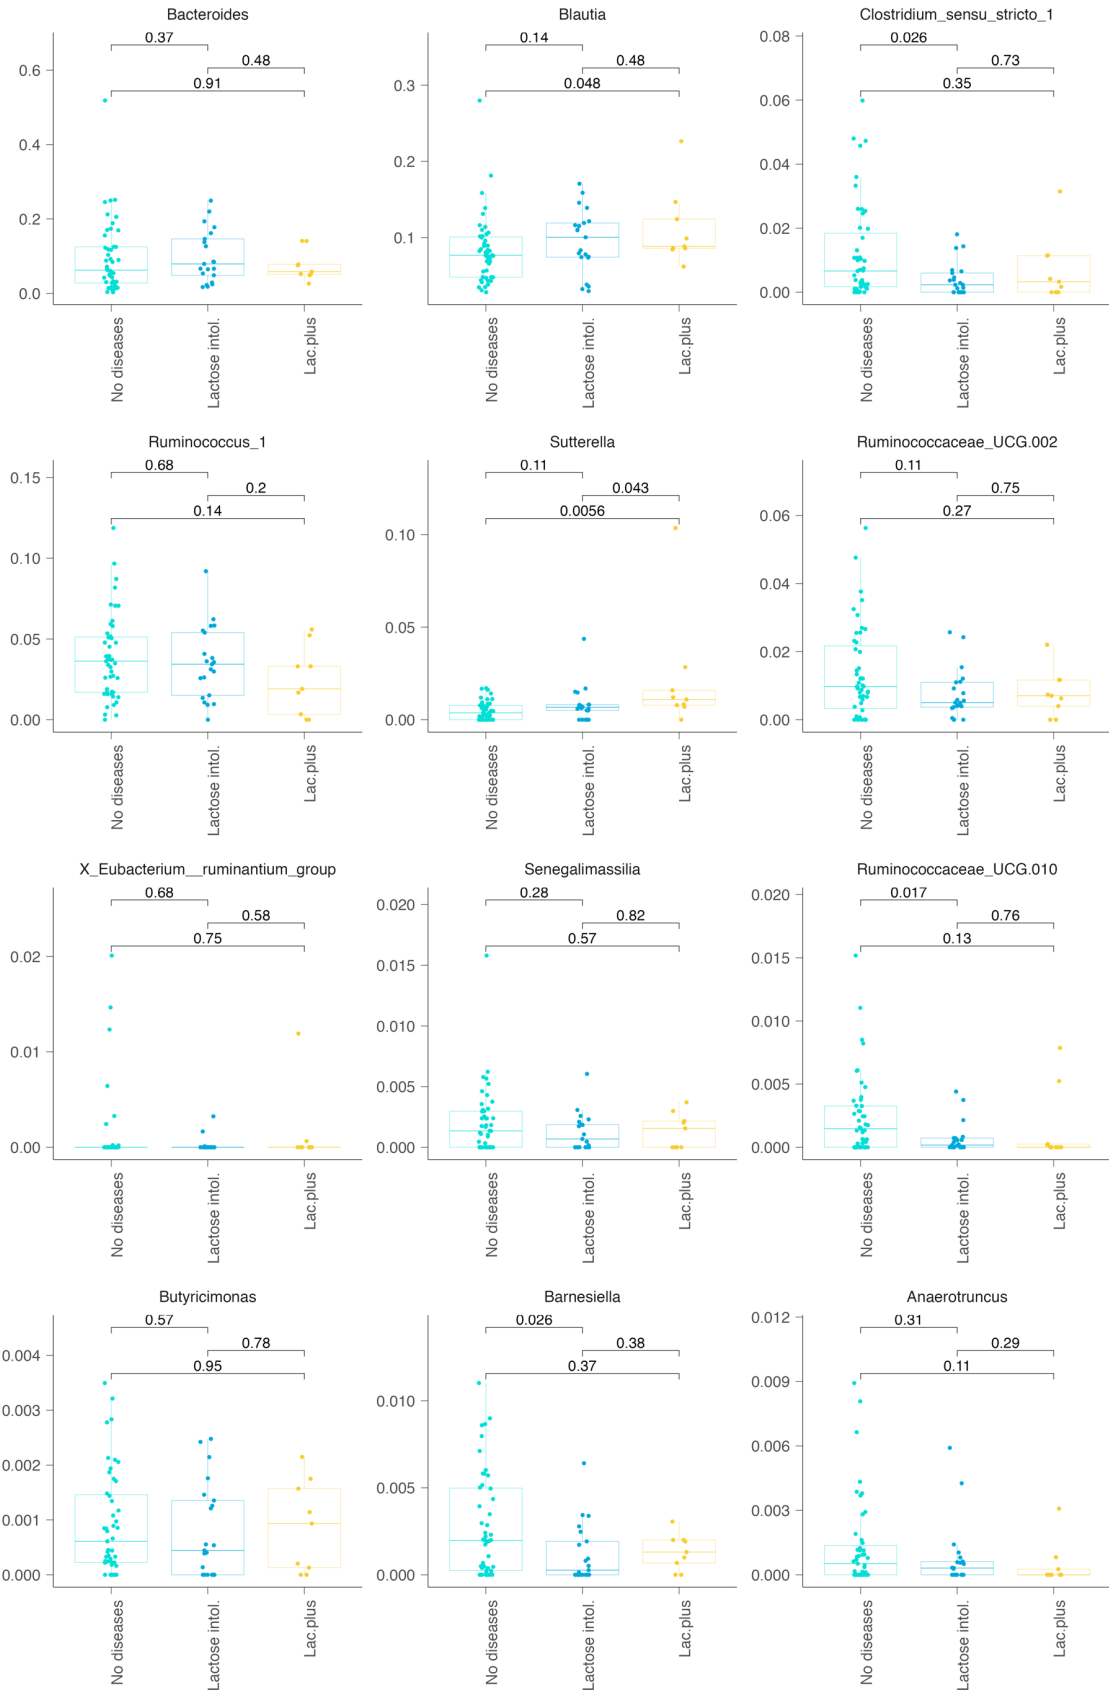 Bacteroides
0.37
0.48
0.91
0.6
0.4
0.2
0.0
No diseases
Lactose intol.
Lac.plus
Blautia
0.14
0.48
0.048
0.3
0.2
0.1
No diseases
Lactose intol.
Lac.plus
Clostridium_sensu_stricto_1
0.026
0.73
0.35
0.08
0.06
0.04
0.02
0.00
No diseases
Lactose intol.
Lac.plus
Ruminococcus_1
0.68
0.2
0.14
0.15
0.10
0.05
0.00
No diseases
Lactose intol.
Lac.plus
Sutterella
0.11
0.043
0.0056
0.10
0.05
0.00
No diseases
Lactose intol.
Lac.plus
Ruminococcaceae_UCG.002
0.11
0.75
0.27
0.06
0.04
0.02
0.00
No diseases
Lactose intol.
Lac.plus
X_Eubacterium__ruminantium_group
0.68
0.58
0.75
0.02
0.01
0.00
No diseases
Lactose intol.
Lac.plus
Senegalimassilia
0.28
0.82
0.57
0.020
0.015
0.010
0.005
0.000
No diseases
Lactose intol.
Lac.plus
Ruminococcaceae_UCG.010
0.017
0.76
0.13
0.020
0.015
0.010
0.005
0.000
No diseases
Lactose intol.
Lac.plus
Butyricimonas
0.57
0.78
0.95
0.004
0.003
0.002
0.001
0.000
No diseases
Lactose intol.
Lac.plus
Barnesiella
0.026
0.38
0.37
0.010
0.005
0.000
No diseases
Lactose intol.
Lac.plus
Anaerotruncus
0.31
0.29
0.11
0.012
0.009
0.006
0.003
0.000
No diseases
Lactose intol.
Lac.plus